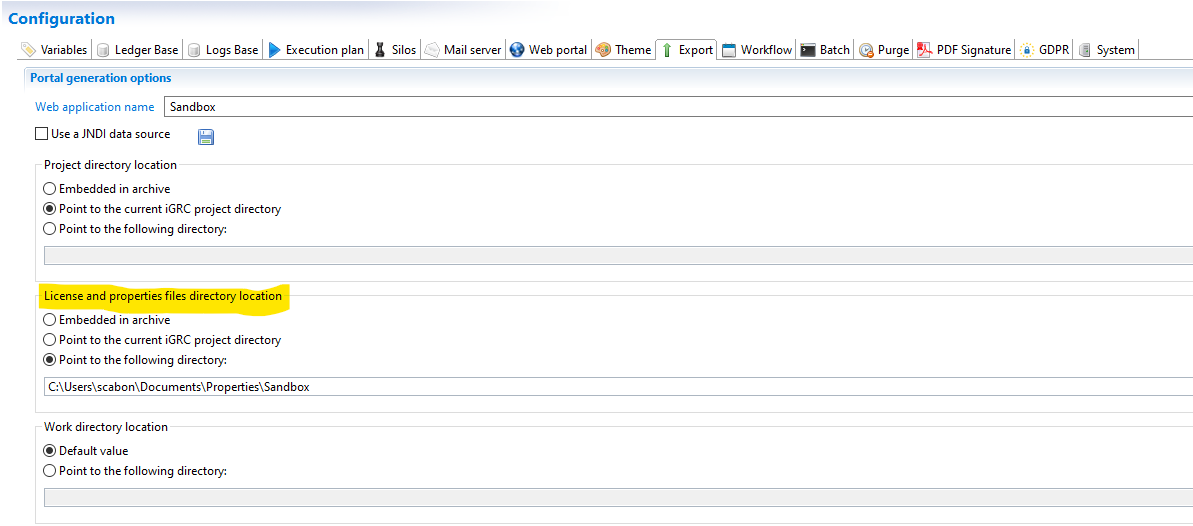 Configuration
Variables Ledger Base Logs Base Execution plan Silos Mail server Web portal Theme Export Workflow Batch Purge PDF Signature GDPR System
Portal generation options
Web application name Sandbox
Use a JNDI data source
Project directory location
Embedded in archive
Point to the current iGRC project directory
Point to the following directory:
License and properties files directory location
Embedded in archive
Point to the current iGRC project directory
Point to the following directory:
C:\Users\scabon\Documents\Properties\Sandbox
Work directory location
Default value
Point to the following directory: